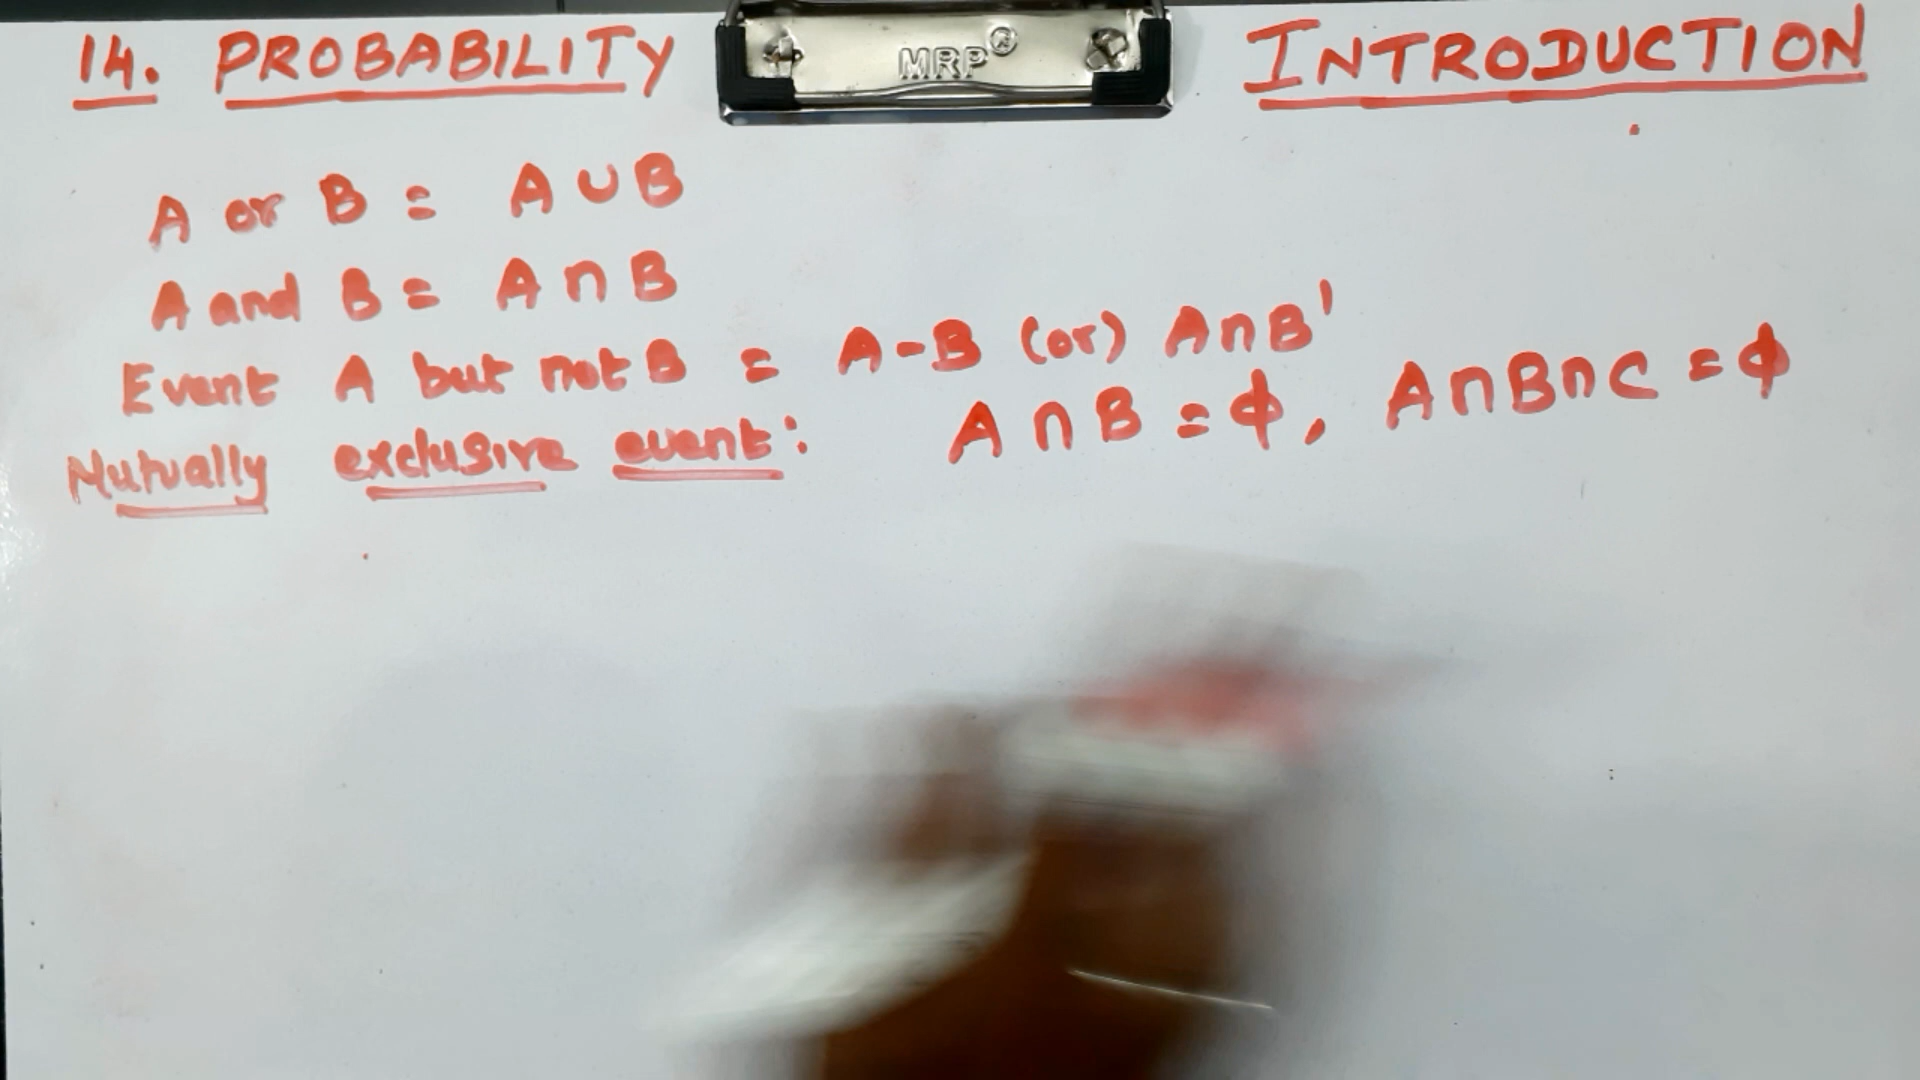 14. PROBABILITY
MRP®
INTRODUCTION
A or B = A ∪ B
A and B = A ∩ B
Event A but not B = A - B (or) A ∩ B'
Mutually exclusive event: A ∩ B = ϕ, A ∩ B ∩ C = ϕ